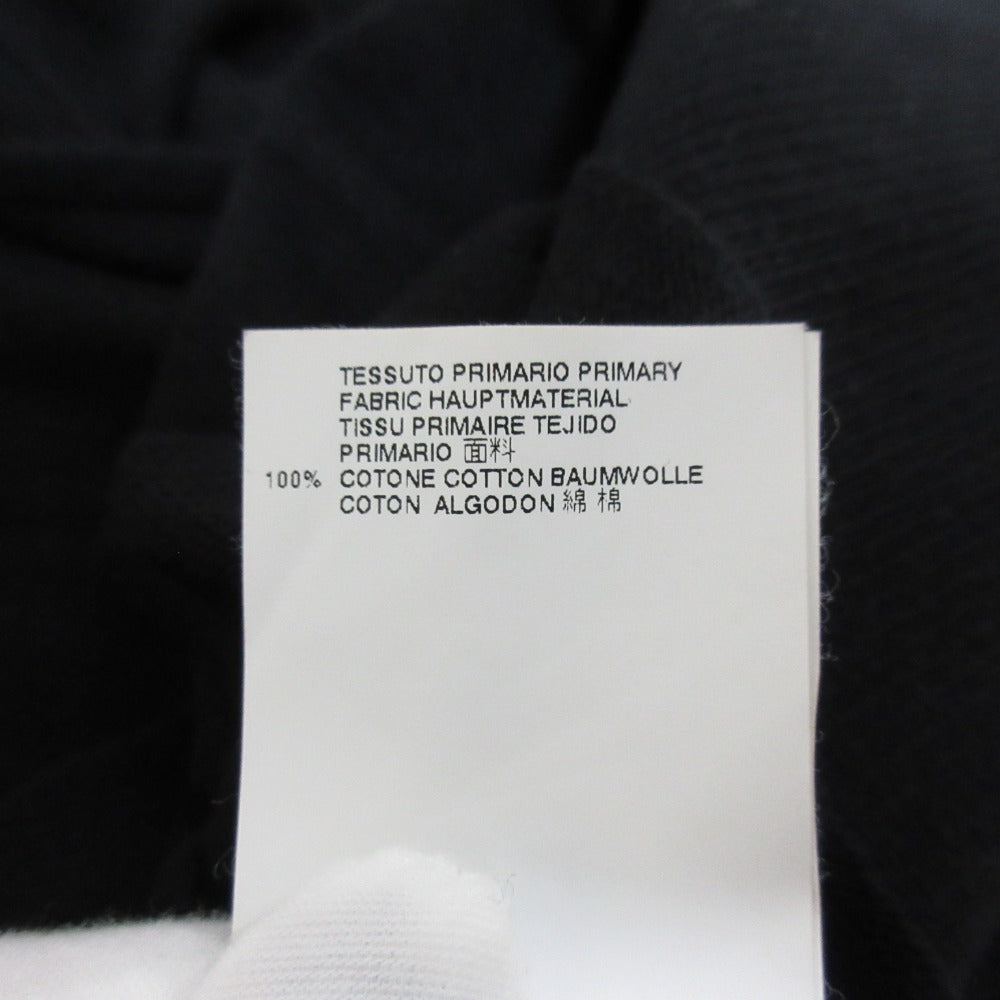 TESSUTO PRIMARIO PRIMARY
FABRIC HAUPTMATERIAL
TISSU PRIMAIRE TEJIDO
PRIMARIO 面料
100% COTONE COTTON BAUMWOLLE
COTON ALGODON 綿 棉